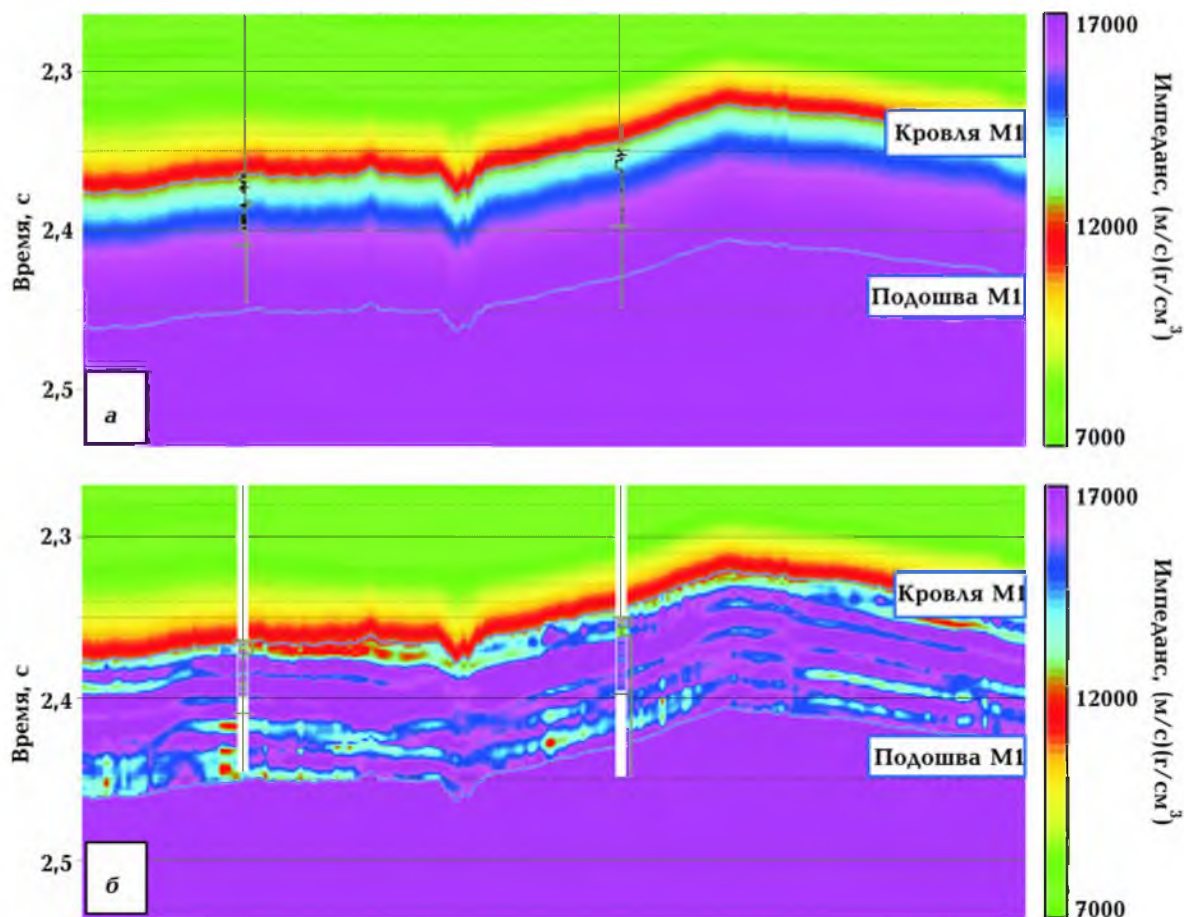 2,3
2,4
2,5
Время, с
Кровля М1
Подошва М1
а
17000
12000
7000
Импеданс, (м/с)(г/см³)
2,3
2,4
2,5
Время, с
Кровля М1
Подошва М1
б
17000
12000
7000
Импеданс, (м/с)(г/см³)